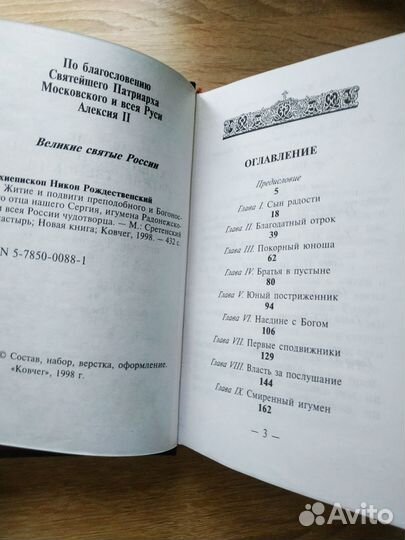 По благословению
Святейшего Патриарха
Московского и всея Руси
Алексия II
Великие святые России
хиепископ Никон Рождественский
Житие и подвиги преподобного и Богонос-
о отца нашего Сергия, игумена Радонежско-
и всея России чудотворца. — М.: Сретенский
настырь; Новая книга; Ковчег, 1998. — 432 с.
N 5-7850-0088-1
© Состав, набор, верстка, оформление.
«Ковчег», 1998 г.
ОГЛАВЛЕНИЕ
Предисловие
5
Глава I. Сын радости
18
Глава II. Благодатный отрок
39
Глава III. Покорный юноша
62
Глава IV. Братья в пустыне
80
Глава V. Юный постриженник
94
Глава VI. Наедине с Богом
106
Глава VII. Первые сподвижники
129
Глава VIII. Власть за послушание
144
Глава IX. Смиренный игумен
162
— 3 —
Avito